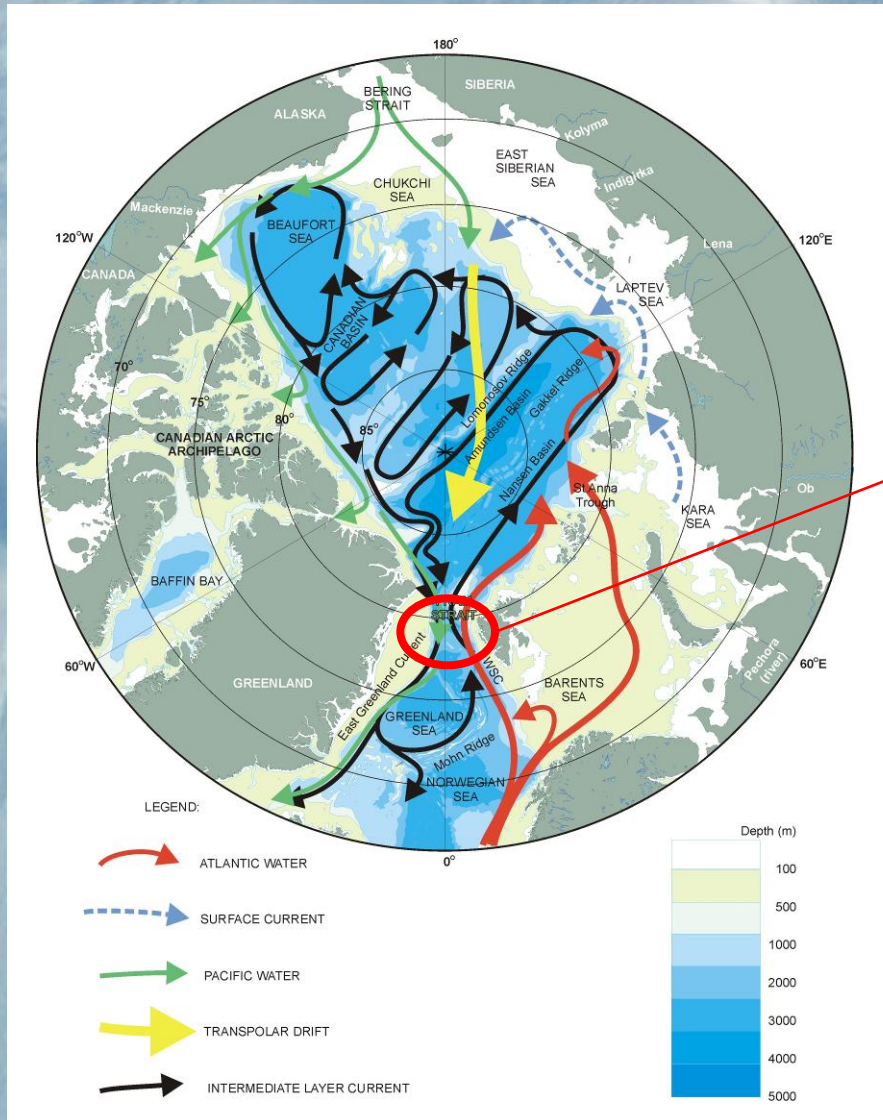 180°
SIBERIA
BERING
STRAIT
ALASKA
Kolyma
EAST
SIBERIAN
SEA
Indigirka
CHUKCHI
SEA
Mackenzie
BEAUFORT
SEA
120°W
Lena
120°E
CANADA
LAPTEV
SEA
CANADIAN
BASIN
70°
75°
80°
85°
Lomonosov Ridge
Amundsen Basin
Gakkel Ridge
Nansen Basin
CANADIAN ARCTIC
ARCHIPELAGO
St Anna
Trough
Ob
KARA
SEA
BAFFIN BAY
STRAIT
60°W
Pechora
(river)
60°E
GREENLAND
East Greenland Current
WSC
BARENTS
SEA
GREENLAND
SEA
Mohn Ridge
NORWEGIAN
SEA
0°
LEGEND:
ATLANTIC WATER
SURFACE CURRENT
PACIFIC WATER
TRANSPOLAR DRIFT
INTERMEDIATE LAYER CURRENT
Depth (m)
100
500
1000
2000
3000
4000
5000